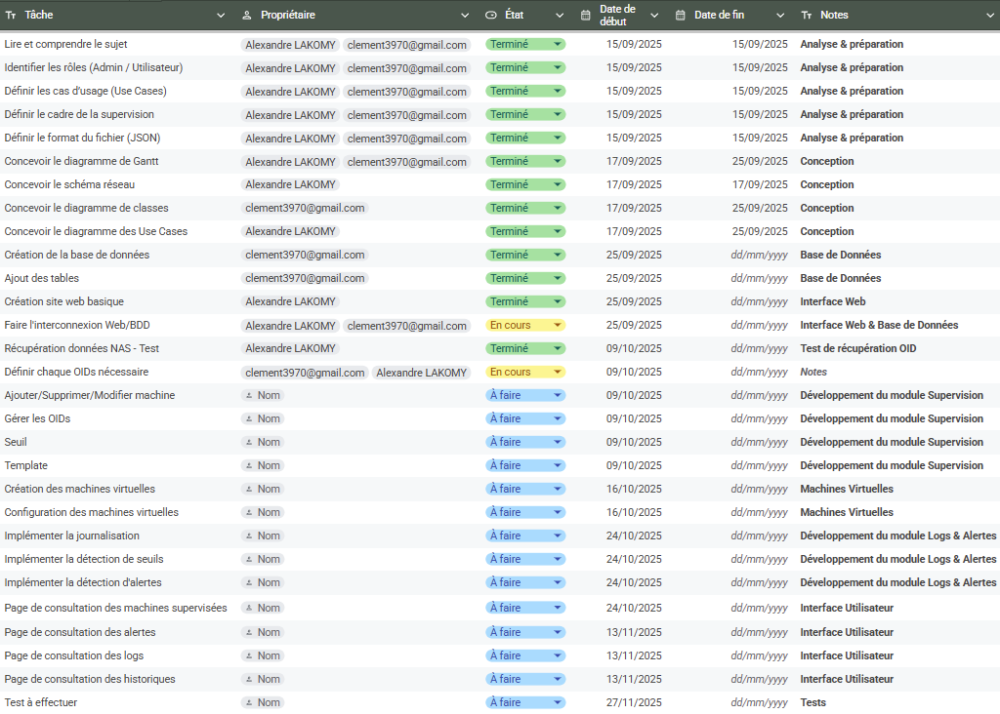 Tâche Propriétaire État Date de début Date de fin Notes
Lire et comprendre le sujet Alexandre LAKOMY clement3970@gmail.com Terminé 15/09/2025 15/09/2025 Analyse & préparation
Identifier les rôles (Admin / Utilisateur) Alexandre LAKOMY clement3970@gmail.com Terminé 15/09/2025 15/09/2025 Analyse & préparation
Définir les cas d'usage (Use Cases) Alexandre LAKOMY clement3970@gmail.com Terminé 15/09/2025 15/09/2025 Analyse & préparation
Définir le cadre de la supervision Alexandre LAKOMY clement3970@gmail.com Terminé 15/09/2025 15/09/2025 Analyse & préparation
Définir le format du fichier (JSON) Alexandre LAKOMY clement3970@gmail.com Terminé 15/09/2025 15/09/2025 Analyse & préparation
Concevoir le diagramme de Gantt Alexandre LAKOMY clement3970@gmail.com Terminé 17/09/2025 25/09/2025 Conception
Concevoir le schéma réseau Alexandre LAKOMY Terminé 17/09/2025 17/09/2025 Conception
Concevoir le diagramme de classes clement3970@gmail.com Terminé 17/09/2025 25/09/2025 Conception
Concevoir le diagramme des Use Cases Alexandre LAKOMY Terminé 17/09/2025 25/09/2025 Conception
Création de la base de données clement3970@gmail.com Terminé 25/09/2025 dd/mm/yyyy Base de Données
Ajout des tables clement3970@gmail.com Terminé 25/09/2025 dd/mm/yyyy Base de Données
Création site web basique Alexandre LAKOMY Terminé 25/09/2025 dd/mm/yyyy Interface Web
Faire l'interconnexion Web/BDD Alexandre LAKOMY clement3970@gmail.com En cours 25/09/2025 dd/mm/yyyy Interface Web & Base de Données
Récupération données NAS - Test Alexandre LAKOMY Terminé 09/10/2025 dd/mm/yyyy Test de récupération OID
Définir chaque OIDs nécessaire clement3970@gmail.com Alexandre LAKOMY En cours 09/10/2025 dd/mm/yyyy Notes
Ajouter/Supprimer/Modifier machine Nom À faire 09/10/2025 dd/mm/yyyy Développement du module Supervision
Gérer les OIDs Nom À faire 09/10/2025 dd/mm/yyyy Développement du module Supervision
Seuil Nom À faire 09/10/2025 dd/mm/yyyy Développement du module Supervision
Template Nom À faire 09/10/2025 dd/mm/yyyy Développement du module Supervision
Création des machines virtuelles Nom À faire 16/10/2025 dd/mm/yyyy Machines Virtuelles
Configuration des machines virtuelles Nom À faire 16/10/2025 dd/mm/yyyy Machines Virtuelles
Implémenter la journalisation Nom À faire 24/10/2025 dd/mm/yyyy Développement du module Logs & Alertes
Implémenter la détection de seuils Nom À faire 24/10/2025 dd/mm/yyyy Développement du module Logs & Alertes
Implémenter la détection d'alertes Nom À faire 24/10/2025 dd/mm/yyyy Développement du module Logs & Alertes
Page de consultation des machines supervisées Nom À faire 24/10/2025 dd/mm/yyyy Interface Utilisateur
Page de consultation des alertes Nom À faire 13/11/2025 dd/mm/yyyy Interface Utilisateur
Page de consultation des logs Nom À faire 13/11/2025 dd/mm/yyyy Interface Utilisateur
Page de consultation des historiques Nom À faire 13/11/2025 dd/mm/yyyy Interface Utilisateur
Test à effectuer Nom À faire 27/11/2025 dd/mm/yyyy Tests